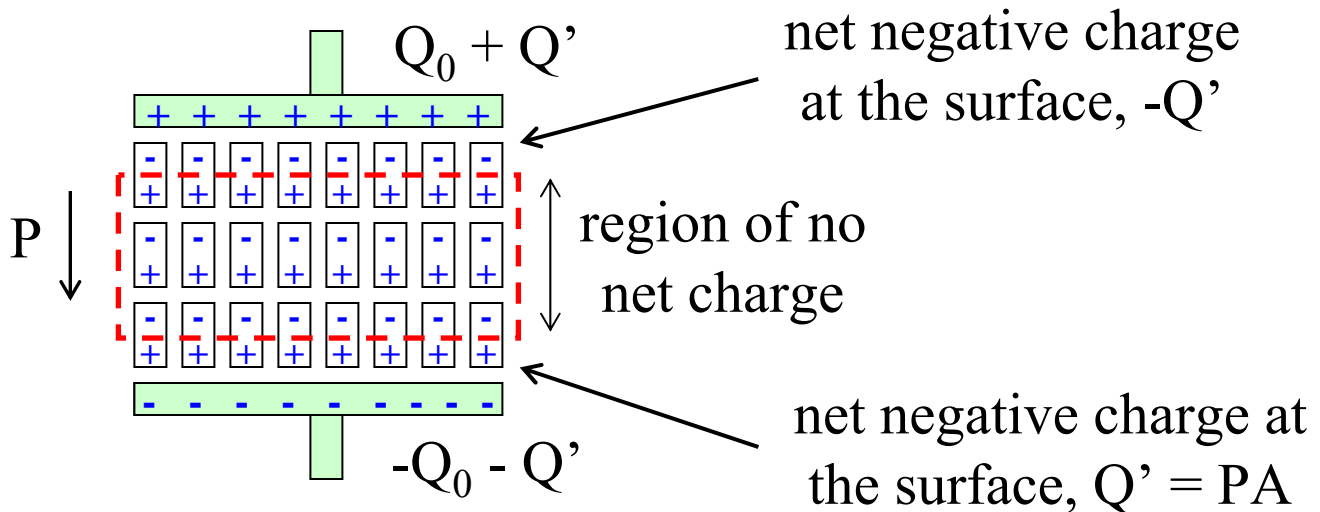 Q0 + Q’
net negative charge
at the surface, -Q’
+ + + + + + + +
- - - - - - - -
+ + + + + + + +
P
- - - - - - - -
+ + + + + + + +
region of no
net charge
- - - - - - - -
+ + + + + + + +
- - - - - - - - -
-Q0 - Q’
net negative charge at
the surface, Q’ = PA